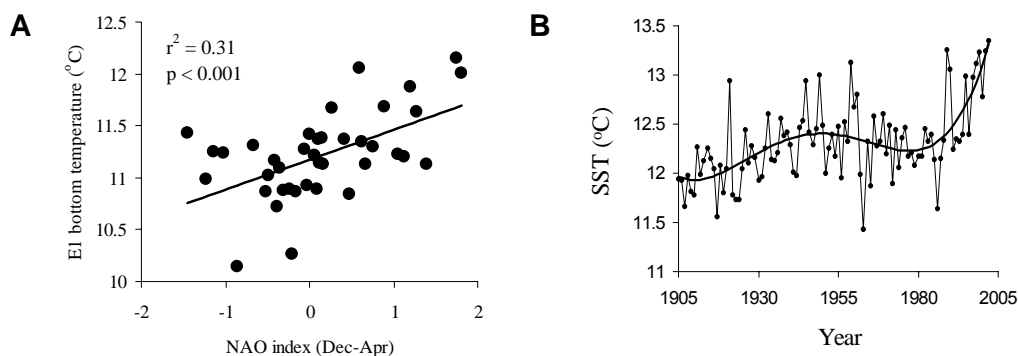 A
r² = 0.31
p < 0.001
E1 bottom temperature (°C)
12.5
12
11.5
11
10.5
10
-2 -1 0 1 2
NAO index (Dec-Apr)
B
SST (°C)
13.5
13
12.5
12
11.5
11
1905 1930 1955 1980 2005
Year